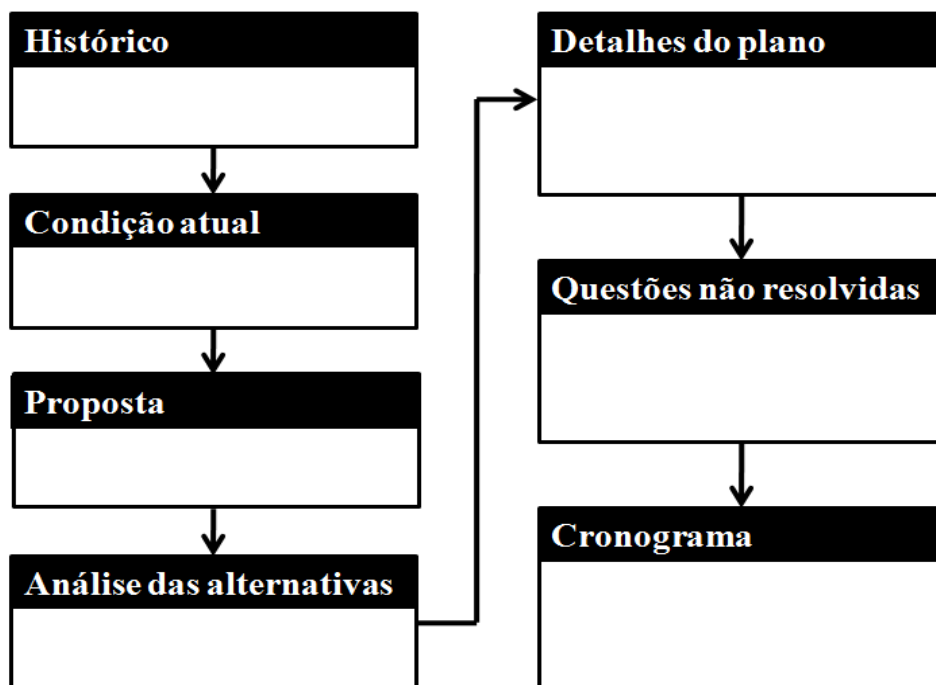 Histórico
Condição atual
Proposta
Análise das alternativas
Detalhes do plano
Questões não resolvidas
Cronograma